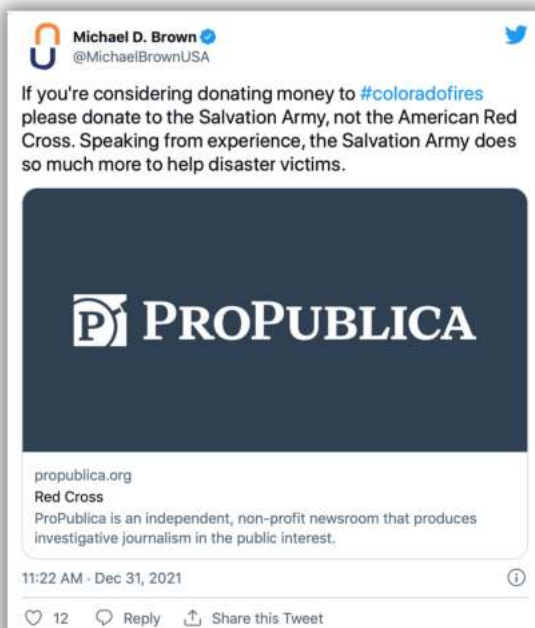 Michael D. Brown
@MichaelBrownUSA
If you're considering donating money to #coloradofires
please donate to the Salvation Army, not the American Red
Cross. Speaking from experience, the Salvation Army does
so much more to help disaster victims.
PROPUBLICA
propublica.org
Red Cross
ProPublica is an independent, non-profit newsroom that produces
investigative journalism in the public interest.
11:22 AM · Dec 31, 2021
12 Reply Share this Tweet